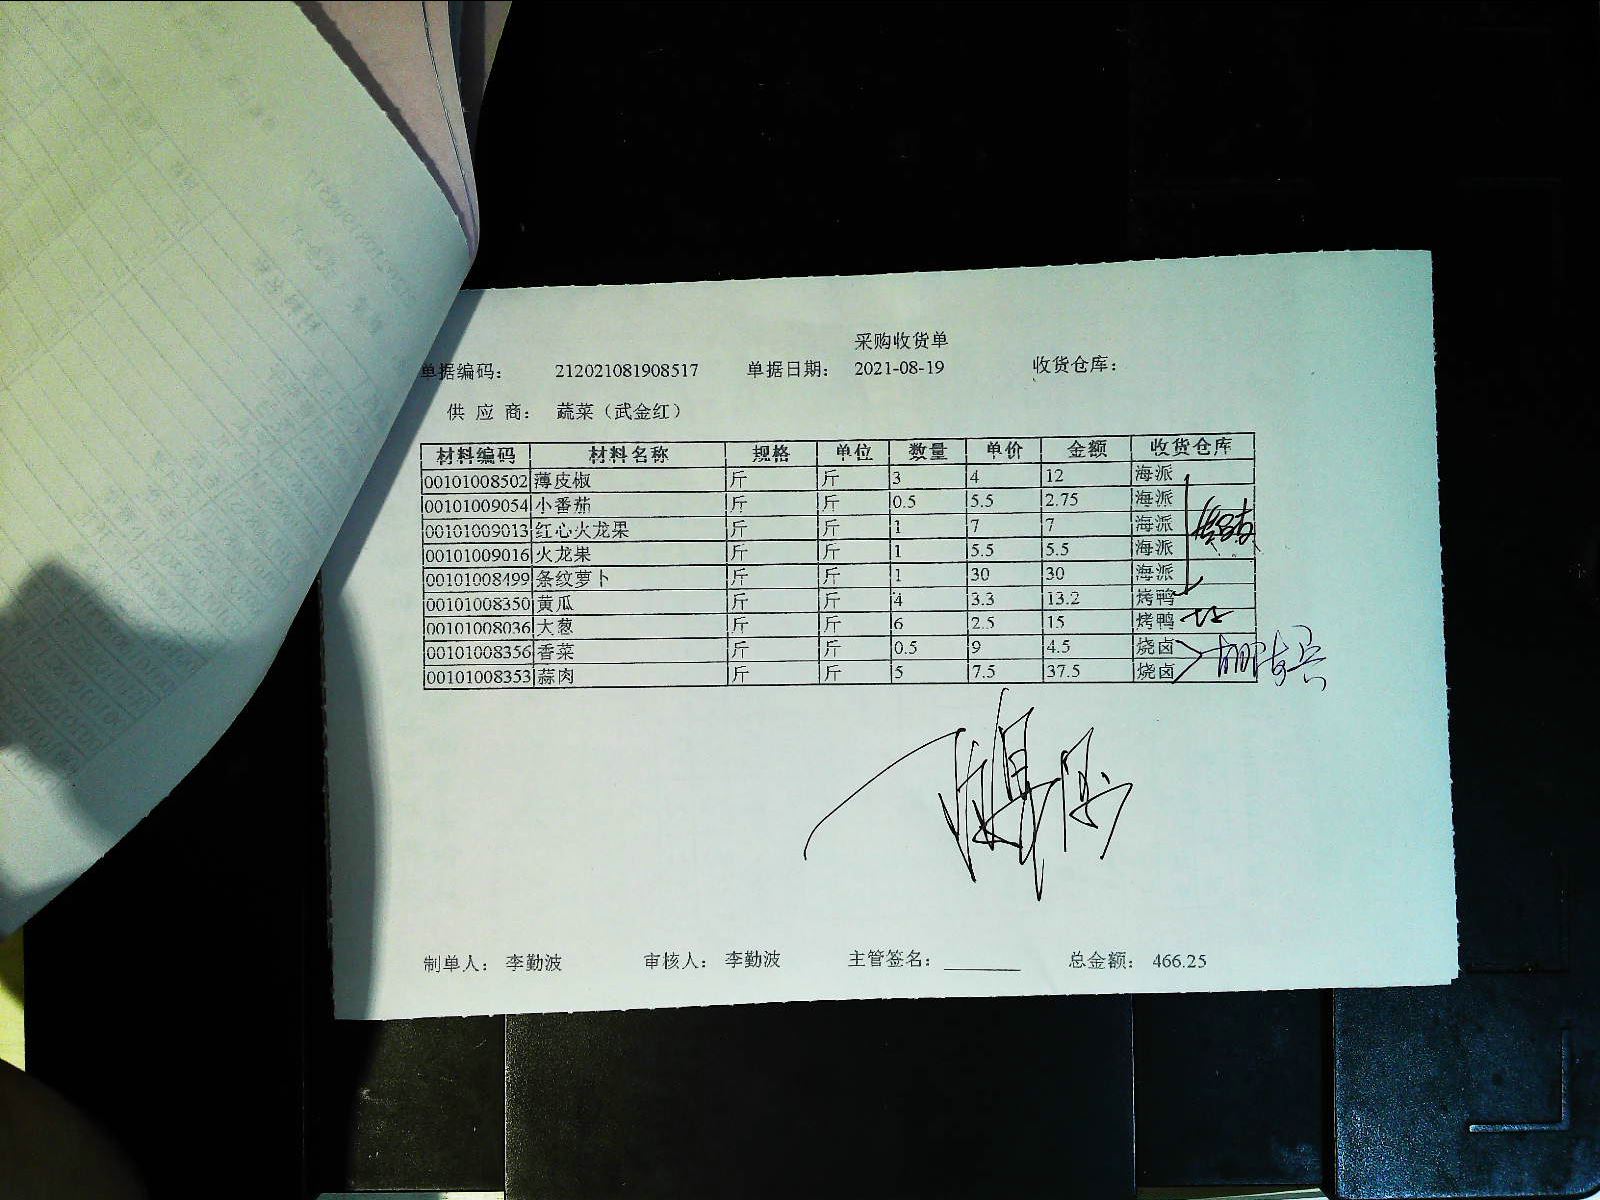 采购收货单
单据编码： 212021081908517 单据日期： 2021-08-19 收货仓库：
供 应 商： 蔬菜（武金红）
材料编码 材料名称 规格 单位 数量 单价 金额 收货仓库
00101008502 薄皮椒 斤 斤 3 4 12 海派
00101009054 小番茄 斤 斤 0.5 5.5 2.75 海派
00101009013 红心火龙果 斤 斤 1 7 7 海派
00101009016 火龙果 斤 斤 1 5.5 5.5 海派
00101008499 条纹萝卜 斤 斤 1 30 30 海派
00101008350 黄瓜 斤 斤 4 3.3 13.2 烤鸭
00101008036 大葱 斤 斤 6 2.5 15 烤鸭
00101008356 香菜 斤 斤 0.5 9 4.5 烧卤
00101008353 蒜肉 斤 斤 5 7.5 37.5 烧卤
制单人： 李勤波 审核人： 李勤波 主管签名： 总金额： 466.25